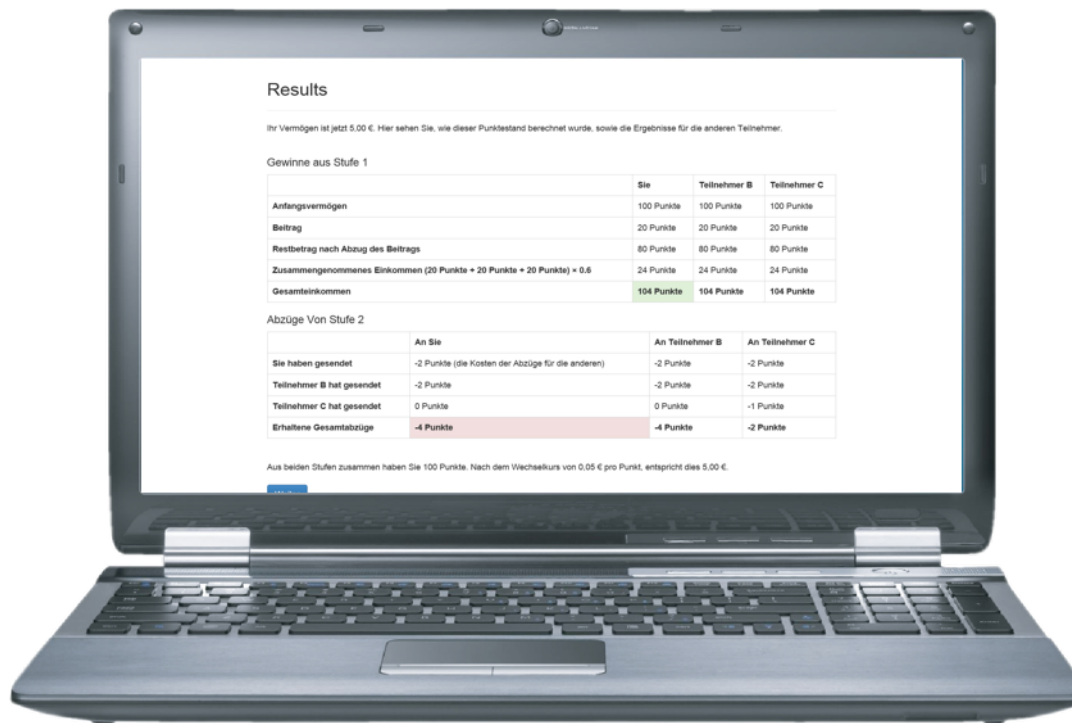 Results
Ihr Vermögen ist jetzt 5,00 €. Hier sehen Sie, wie dieser Punktestand berechnet wurde, sowie die Ergebnisse für die anderen Teilnehmer.
Gewinne aus Stufe 1
Sie Teilnehmer B Teilnehmer C
Anfangsvermögen 100 Punkte 100 Punkte 100 Punkte
Beitrag 20 Punkte 20 Punkte 20 Punkte
Restbetrag nach Abzug des Beitrags 80 Punkte 80 Punkte 80 Punkte
Zusammengenommenes Einkommen (20 Punkte + 20 Punkte + 20 Punkte) × 0.6 24 Punkte 24 Punkte 24 Punkte
Gesamteinkommen 104 Punkte 104 Punkte 104 Punkte
Abzüge Von Stufe 2
An Sie An Teilnehmer B An Teilnehmer C
Sie haben gesendet -2 Punkte (die Kosten der Abzüge für die anderen) -2 Punkte -2 Punkte
Teilnehmer B hat gesendet -2 Punkte -2 Punkte -2 Punkte
Teilnehmer C hat gesendet 0 Punkte 0 Punkte -1 Punkte
Erhaltene Gesamtabzüge -4 Punkte -4 Punkte -2 Punkte
Aus beiden Stufen zusammen haben Sie 100 Punkte. Nach dem Wechselkurs von 0,05 € pro Punkt, entspricht dies 5,00 €.